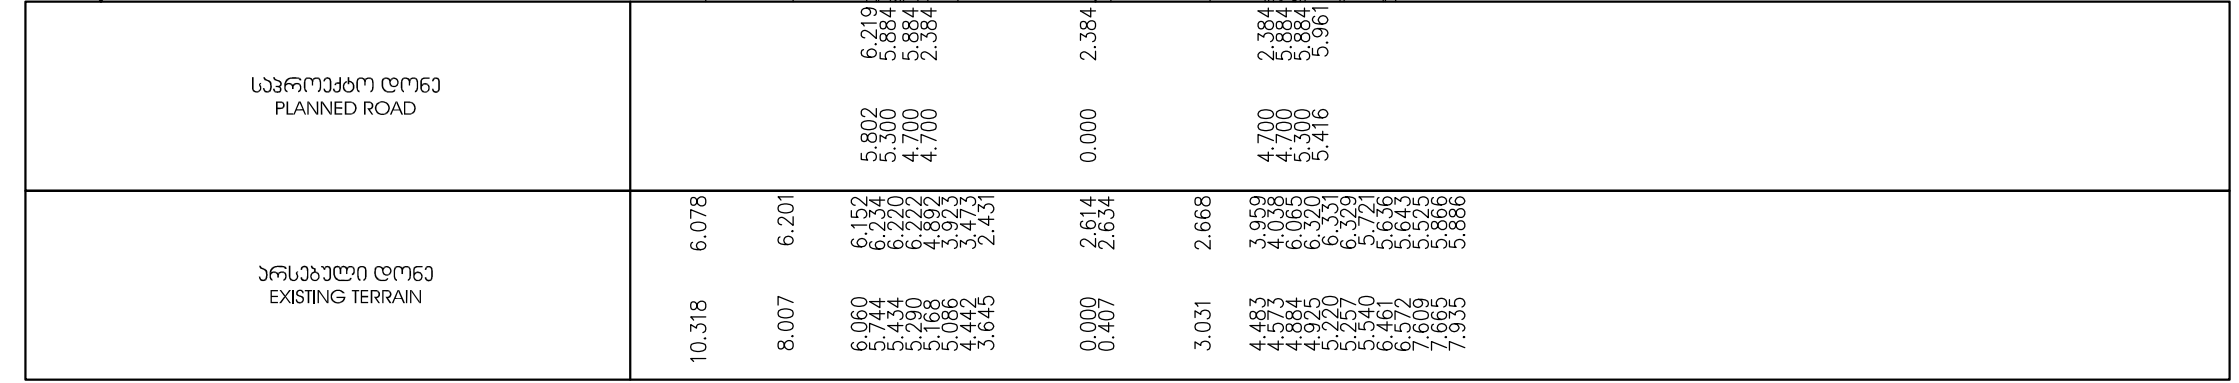 საპროექტო დონე
PLANNED ROAD
6.219 5.884 5.884 2.384 2.384 2.384 5.884 5.884 5.961
5.802 5.300 4.700 4.700 0.000 4.700 4.700 5.300 5.416
არსებული დონე
EXISTING TERRAIN
6.078 6.201 6.152 6.234 6.220 6.222 4.892 3.923 3.473 2.431 2.614 2.634 2.668 3.959 4.038 6.065 6.320 6.331 6.329 5.721 5.636 5.643 5.525 5.866 5.886
10.318 8.007 6.060 5.744 5.434 5.290 5.168 5.086 4.442 3.645 0.000 0.407 3.031 4.483 4.573 4.884 4.925 5.220 5.257 5.540 6.461 6.572 7.609 7.665 7.935